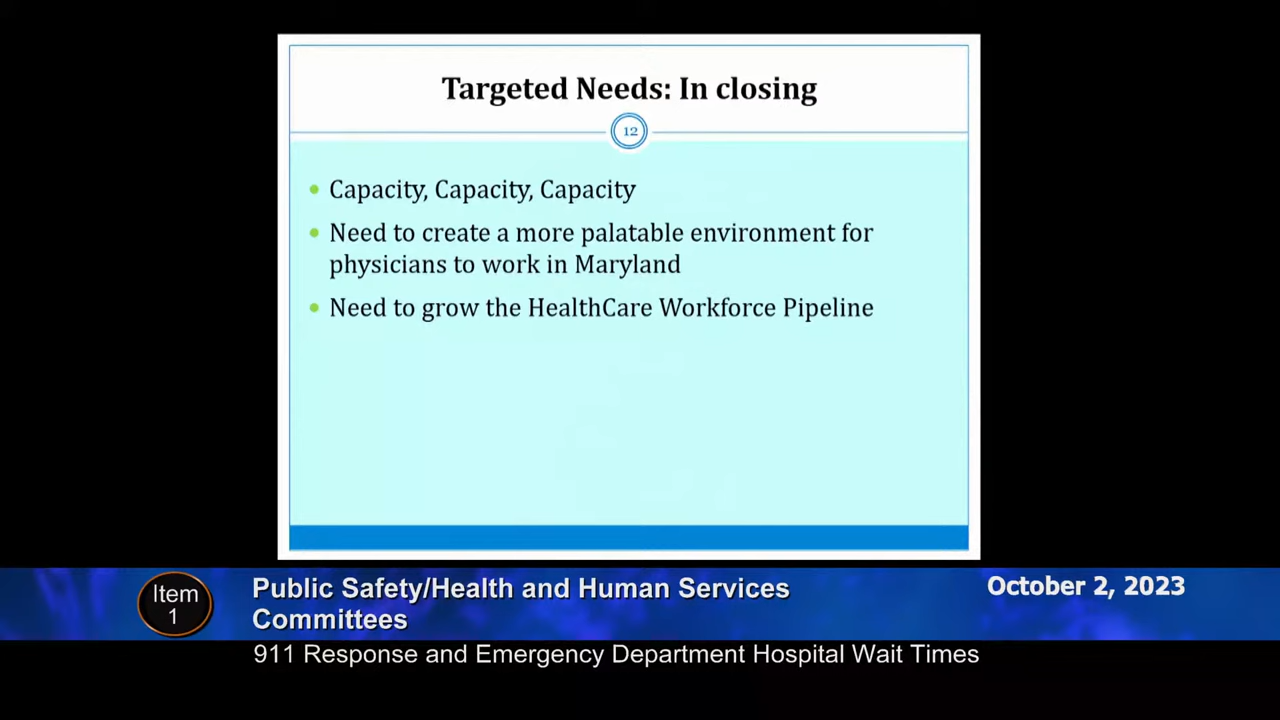 Targeted Needs: In closing
12
• Capacity, Capacity, Capacity
• Need to create a more palatable environment for
physicians to work in Maryland
• Need to grow the HealthCare Workforce Pipeline
Item
1
Public Safety/Health and Human Services
Committees
October 2, 2023
911 Response and Emergency Department Hospital Wait Times